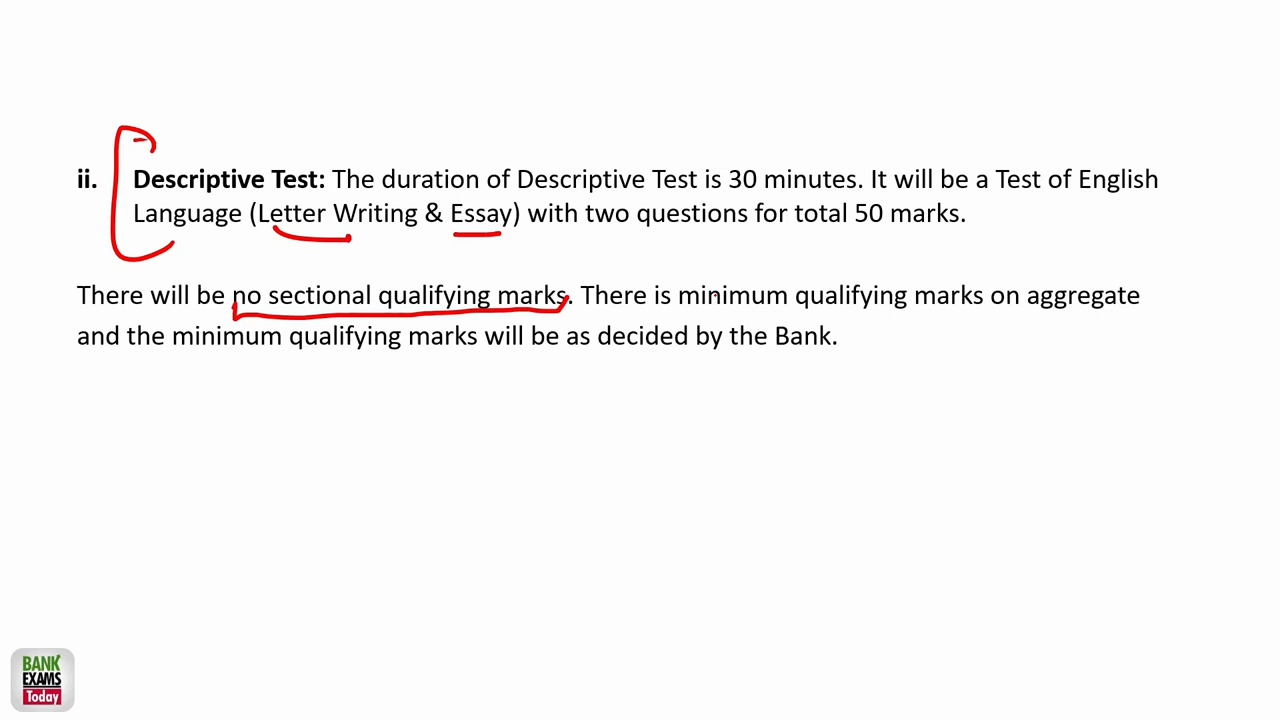 ii. Descriptive Test: The duration of Descriptive Test is 30 minutes. It will be a Test of English
Language (Letter Writing & Essay) with two questions for total 50 marks.
There will be no sectional qualifying marks. There is minimum qualifying marks on aggregate
and the minimum qualifying marks will be as decided by the Bank.
BANK
EXAMS
Today